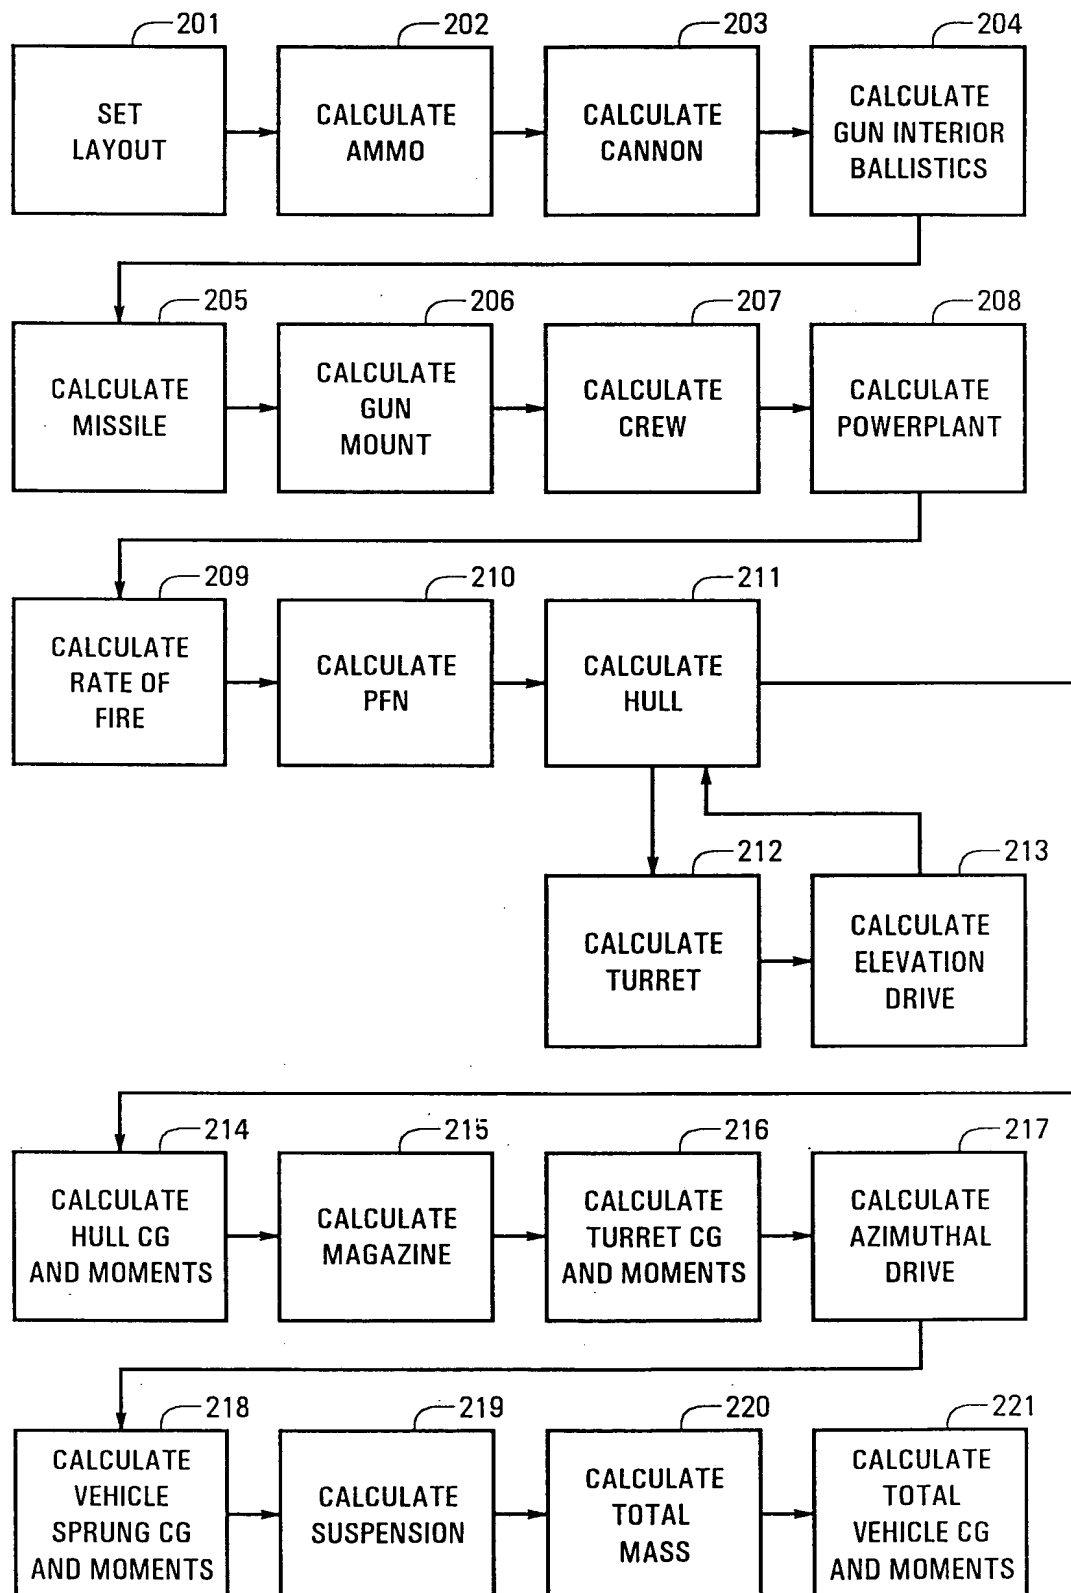 201
SET
LAYOUT
202
CALCULATE
AMMO
203
CALCULATE
CANNON
204
CALCULATE
GUN INTERIOR
BALLISTICS
205
CALCULATE
MISSILE
206
CALCULATE
GUN
MOUNT
207
CALCULATE
CREW
208
CALCULATE
POWERPLANT
209
CALCULATE
RATE OF
FIRE
210
CALCULATE
PFN
211
CALCULATE
HULL
212
CALCULATE
TURRET
213
CALCULATE
ELEVATION
DRIVE
214
CALCULATE
HULL CG
AND MOMENTS
215
CALCULATE
MAGAZINE
216
CALCULATE
TURRET CG
AND MOMENTS
217
CALCULATE
AZIMUTHAL
DRIVE
218
CALCULATE
VEHICLE
SPRUNG CG
AND MOMENTS
219
CALCULATE
SUSPENSION
220
CALCULATE
TOTAL
MASS
221
CALCULATE
TOTAL
VEHICLE CG
AND MOMENTS